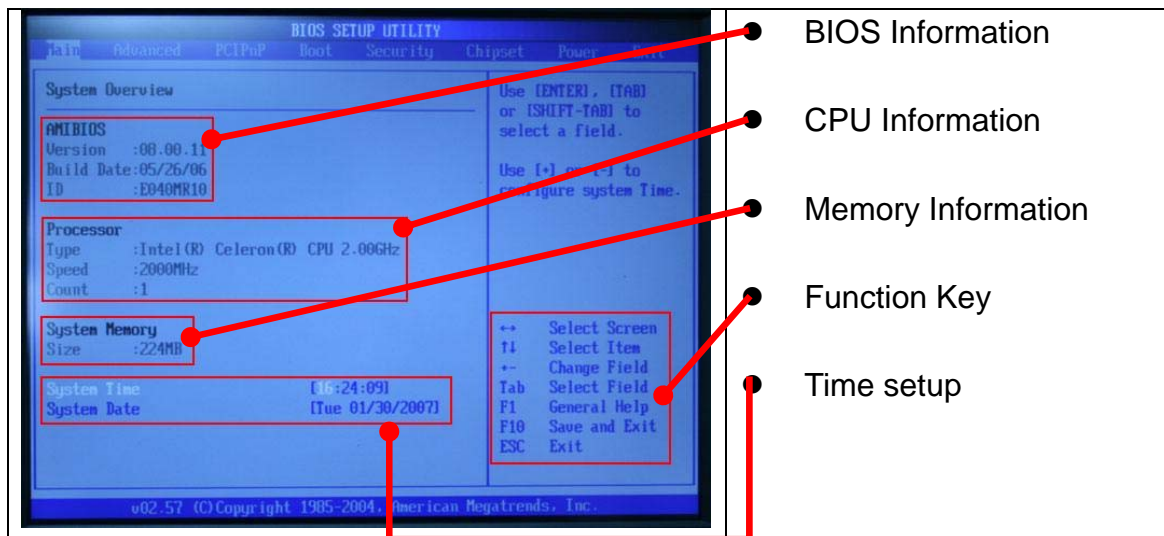 BIOS SETUP UTILITY
Main Advanced PCIPnP Boot Security Chipset Power Exit
System Overview
AMIBIOS
Version :08.00.11
Build Date:05/26/06
ID :E040MR10
Processor
Type :Intel(R) Celeron(R) CPU 2.00GHz
Speed :2000MHz
Count :1
System Memory
Size :224MB
System Time [16:24:09]
System Date [Tue 01/30/2007]
Use [ENTER], [TAB]
or [SHIFT-TAB] to
select a field.
Use [+] or [-] to
configure system Time.
↔ Select Screen
↑↓ Select Item
+- Change Field
Tab Select Field
F1 General Help
F10 Save and Exit
ESC Exit
v02.57 (C)Copyright 1985-2004, American Megatrends, Inc.
● BIOS Information
● CPU Information
● Memory Information
● Function Key
● Time setup